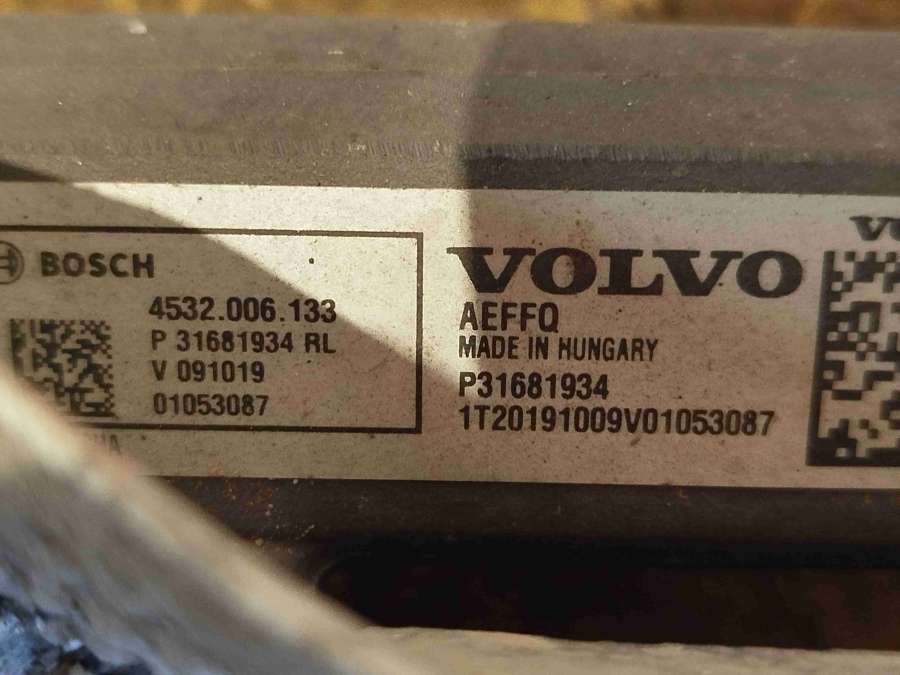 BOSCH
4532.006.133
P 31681934 RL
V 091019
01053087
VOLVO
AEFFQ
MADE IN HUNGARY
P31681934
1T20191009V01053087